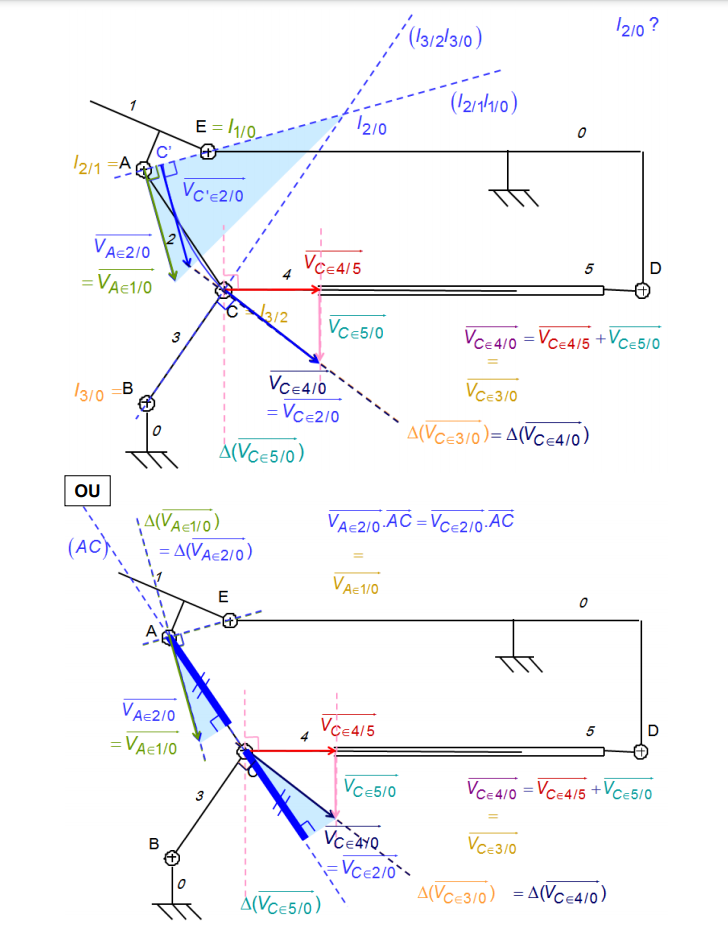 (I3/2I3/0)
I2/0 ?
(I2/1I1/0)
1
E = I1/0
I2/0
0
I2/1 =A
C'
VC'∈2/0
VA∈2/0
2
= VA∈1/0
VC∈4/5
4
5
D
C = I3/2
VC∈5/0
VC∈4/0 = VC∈4/5 + VC∈5/0
3
=
VC∈4/0
VC∈3/0
I3/0 =B
= VC∈2/0
0
Δ(VC∈3/0)= Δ(VC∈4/0)
Δ(VC∈5/0)
OU
Δ(VA∈1/0)
VA∈2/0.AC = VC∈2/0.AC
(AC)
= Δ(VA∈2/0)
=
1
VA∈1/0
E
0
A
VA∈2/0
= VA∈1/0
VC∈4/5
4
5
D
C
VC∈5/0
VC∈4/0 = VC∈4/5 + VC∈5/0
3
=
B
VC∈4/0
VC∈3/0
= VC∈2/0
0
Δ(VC∈3/0) = Δ(VC∈4/0)
Δ(VC∈5/0)